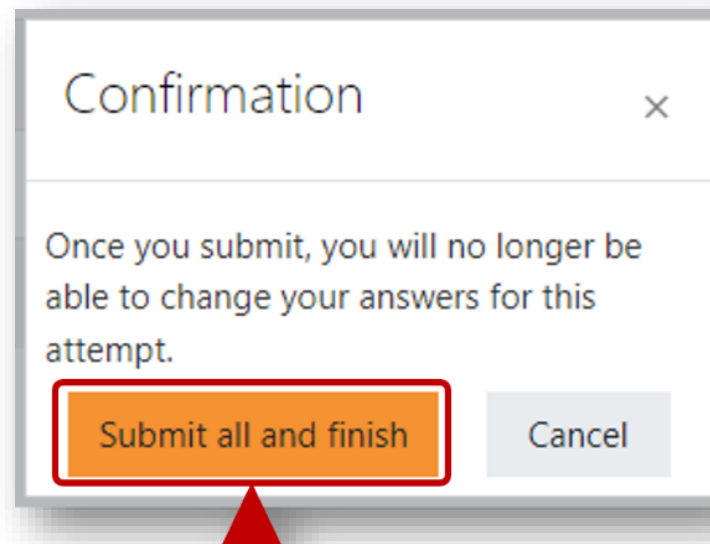 Confirmation
×
Once you submit, you will no longer be
able to change your answers for this
attempt.
Submit all and finish
Cancel